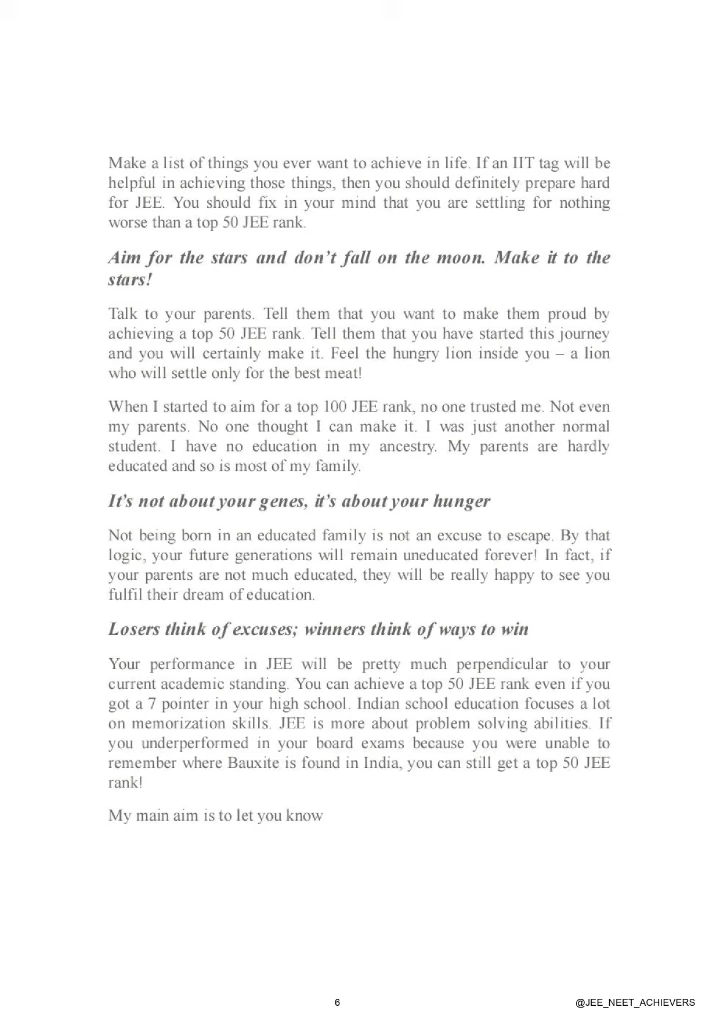 Make a list of things you ever want to achieve in life. If an IIT tag will be
helpful in achieving those things, then you should definitely prepare hard
for JEE. You should fix in your mind that you are settling for nothing
worse than a top 50 JEE rank.
Aim for the stars and don’t fall on the moon. Make it to the
stars!
Talk to your parents. Tell them that you want to make them proud by
achieving a top 50 JEE rank. Tell them that you have started this journey
and you will certainly make it. Feel the hungry lion inside you – a lion
who will settle only for the best meat!
When I started to aim for a top 100 JEE rank, no one trusted me. Not even
my parents. No one thought I can make it. I was just another normal
student. I have no education in my ancestry. My parents are hardly
educated and so is most of my family.
It’s not about your genes, it’s about your hunger
Not being born in an educated family is not an excuse to escape. By that
logic, your future generations will remain uneducated forever! In fact, if
your parents are not much educated, they will be really happy to see you
fulfil their dream of education.
Losers think of excuses; winners think of ways to win
Your performance in JEE will be pretty much perpendicular to your
current academic standing. You can achieve a top 50 JEE rank even if you
got a 7 pointer in your high school. Indian school education focuses a lot
on memorization skills. JEE is more about problem solving abilities. If
you underperformed in your board exams because you were unable to
remember where Bauxite is found in India, you can still get a top 50 JEE
rank!
My main aim is to let you know
6
@JEE_NEET_ACHIEVERS